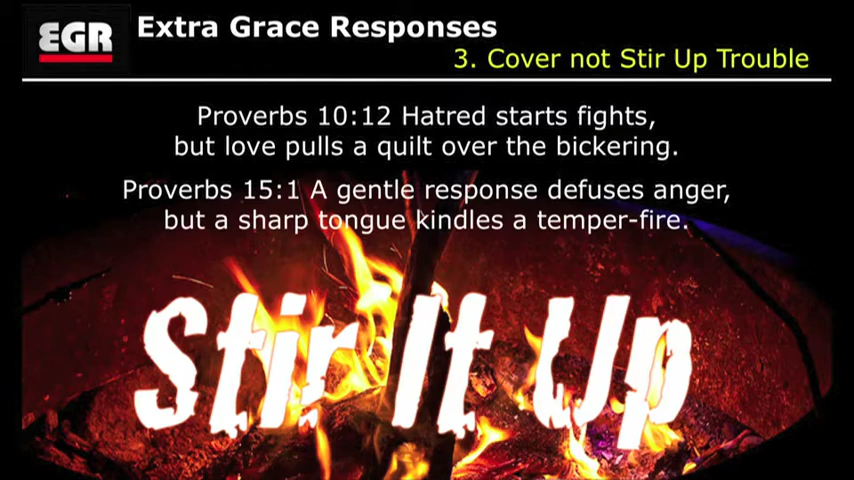 EGR
Extra Grace Responses
3. Cover not Stir Up Trouble
Proverbs 10:12 Hatred starts fights,
but love pulls a quilt over the bickering.
Proverbs 15:1 A gentle response defuses anger,
but a sharp tongue kindles a temper-fire.
Stir It Up